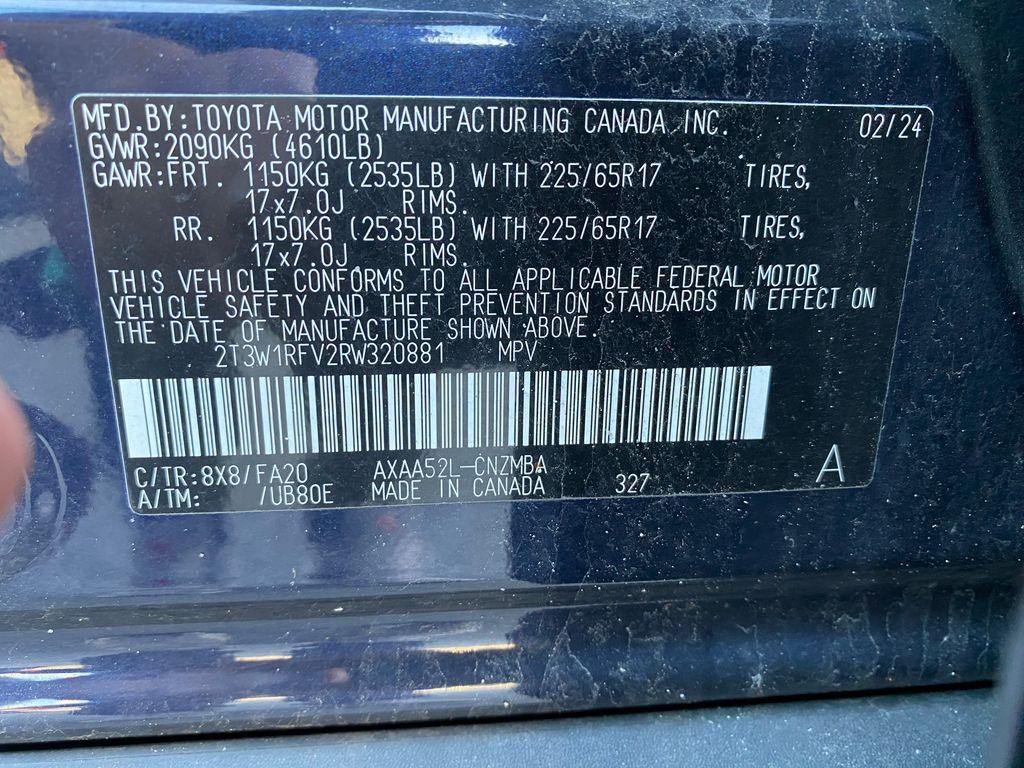 MFD.BY:TOYOTA MOTOR MANUFACTURING CANADA INC. 02/24
GVWR:2090KG (4610LB)
GAWR:FRT. 1150KG (2535LB) WITH 225/65R17 TIRES,
17x7.0J RIMS.
RR. 1150KG (2535LB) WITH 225/65R17 TIRES,
17x7.0J RIMS.
THIS VEHICLE CONFORMS TO ALL APPLICABLE FEDERAL MOTOR
VEHICLE SAFETY AND THEFT PREVENTION STANDARDS IN EFFECT ON
THE DATE OF MANUFACTURE SHOWN ABOVE.
2T3W1RFV2RW320881 MPV
C/TR:8X8/FA20 AXAA52L-CNZMBA A
A/TM: /UB80E MADE IN CANADA 327